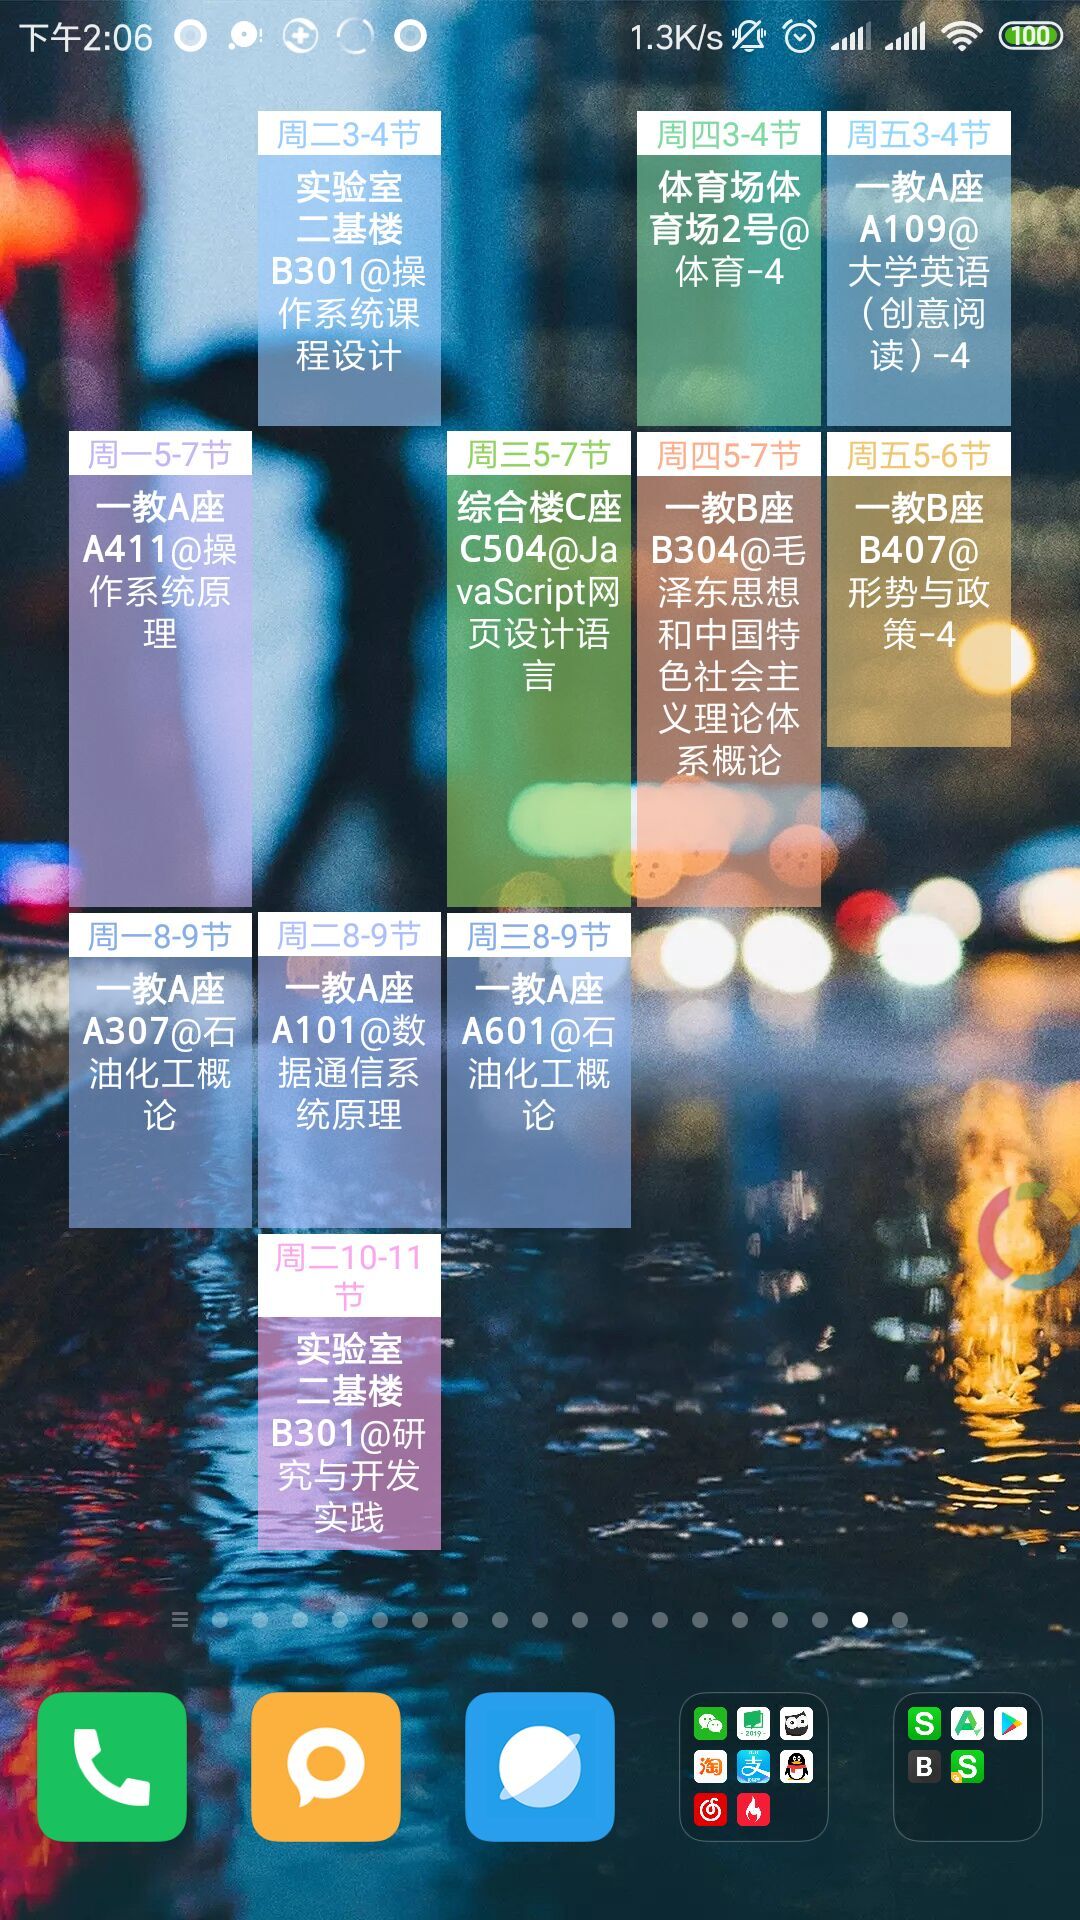 下午2:06
1.3K/s
100
周二3-4节
实验室
二基楼
B301@操
作系统课
程设计
周四3-4节
体育场体
育场2号@
体育-4
周五3-4节
一教A座
A109@
大学英语
（创意阅
读）-4
周一5-7节
一教A座
A411@操
作系统原
理
周三5-7节
综合楼C座
C504@Ja
vaScript网
页设计语
言
周四5-7节
一教B座
B304@毛
泽东思想
和中国特
色社会主
义理论体
系概论
周五5-6节
一教B座
B407@
形势与政
策-4
周一8-9节
一教A座
A307@石
油化工概
论
周二8-9节
一教A座
A101@数
据通信系
统原理
周三8-9节
一教A座
A601@石
油化工概
论
周二10-11
节
实验室
二基楼
B301@研
究与开发
实践
2019
S
A
淘
支
B
S